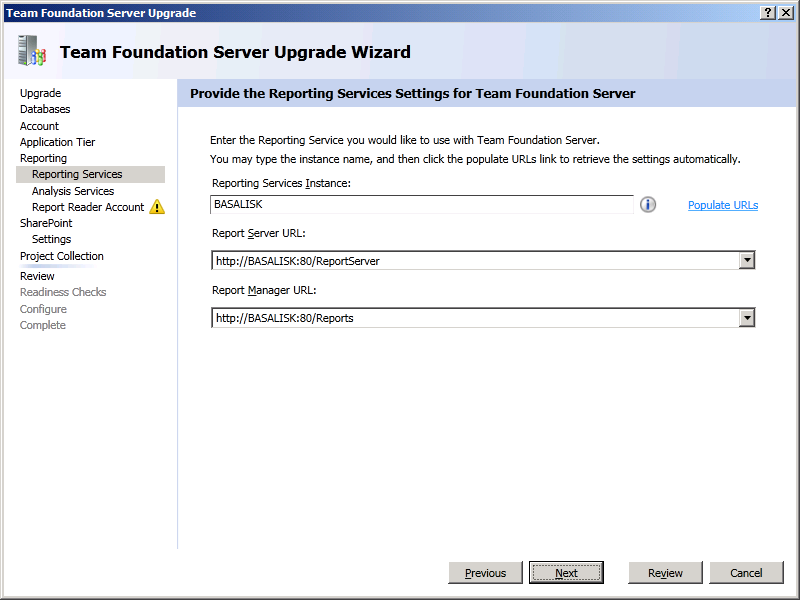 Team Foundation Server Upgrade
Team Foundation Server Upgrade Wizard
Upgrade
Databases
Account
Application Tier
Reporting
Reporting Services
Analysis Services
Report Reader Account
SharePoint
Settings
Project Collection
Review
Readiness Checks
Configure
Complete
Provide the Reporting Services Settings for Team Foundation Server
Enter the Reporting Service you would like to use with Team Foundation Server.
You may type the instance name, and then click the populate URLs link to retrieve the settings automatically.
Reporting Services Instance:
BASALISK
Populate URLs
Report Server URL:
http://BASALISK:80/ReportServer
Report Manager URL:
http://BASALISK:80/Reports
Previous
Next
Review
Cancel